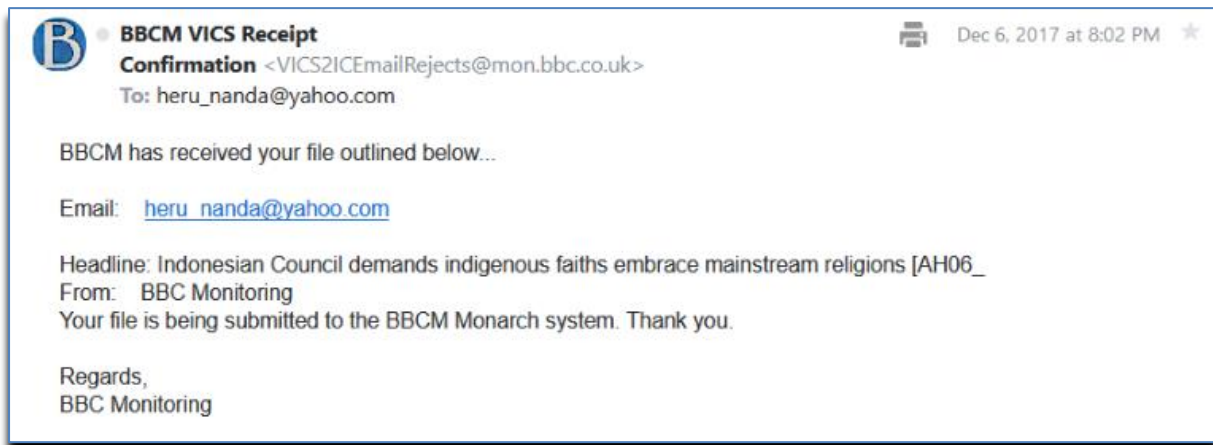 B
BBCM VICS Receipt Dec 6, 2017 at 8:02 PM
Confirmation <VICS2ICEmailRejects@mon.bbc.co.uk>
To: heru_nanda@yahoo.com
BBCM has received your file outlined below...
Email: heru_nanda@yahoo.com
Headline: Indonesian Council demands indigenous faiths embrace mainstream religions [AH06_
From: BBC Monitoring
Your file is being submitted to the BBCM Monarch system. Thank you.
Regards,
BBC Monitoring